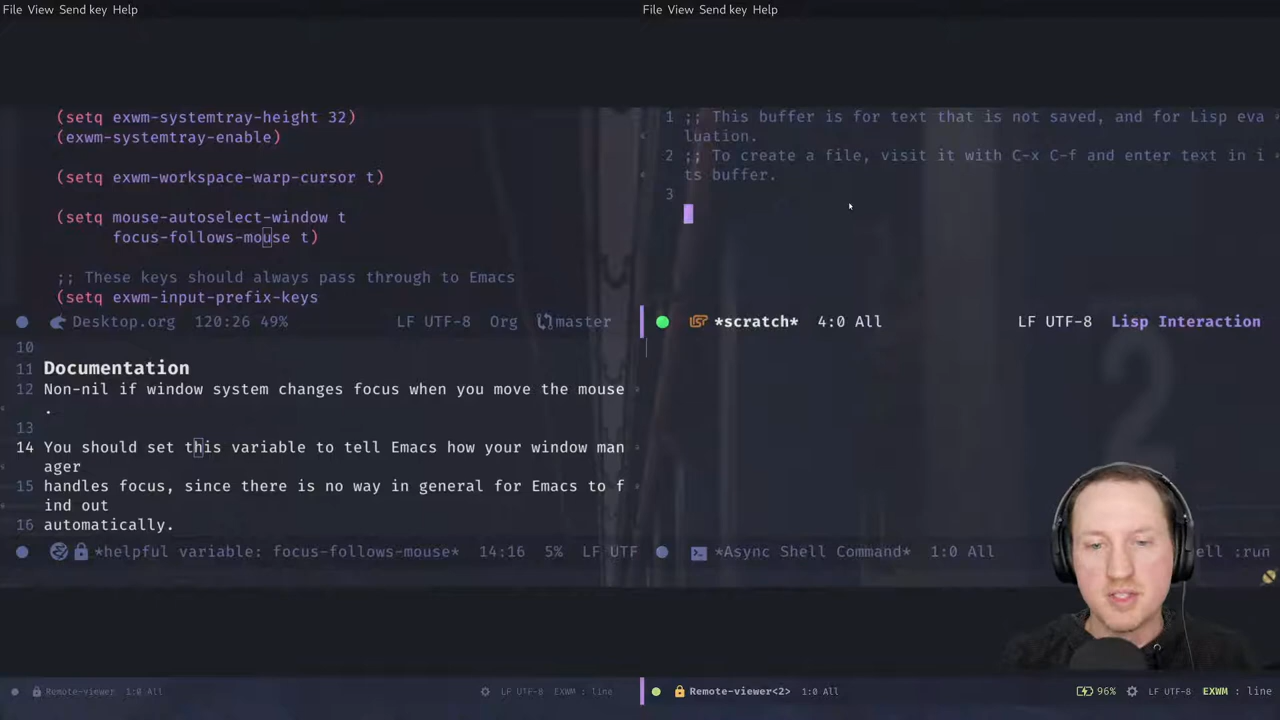 File View Send key Help
File View Send key Help
(setq exwm-systemtray-height 32)
(exwm-systemtray-enable)
(setq exwm-workspace-warp-cursor t)
(setq mouse-autoselect-window t
focus-follows-mouse t)
;; These keys should always pass through to Emacs
(setq exwm-input-prefix-keys
Desktop.org 120:26 49% LF UTF-8 Org master
10
11 Documentation
12 Non-nil if window system changes focus when you move the mouse
.
13
14 You should set this variable to tell Emacs how your window man
ager
15 handles focus, since there is no way in general for Emacs to f
ind out
16 automatically.
*helpful variable: focus-follows-mouse* 14:16 5% LF UTF
1 ;; This buffer is for text that is not saved, and for Lisp eva
luation.
2 ;; To create a file, visit it with C-x C-f and enter text in i
ts buffer.
3
*scratch* 4:0 All LF UTF-8 Lisp Interaction
*Async Shell Command* 1:0 All ell :run
2
Remote-viewer 1:0 All LF UTF-8 EXWM : line
Remote-viewer<2> 1:0 All 96% LF UTF-8 EXWM : line